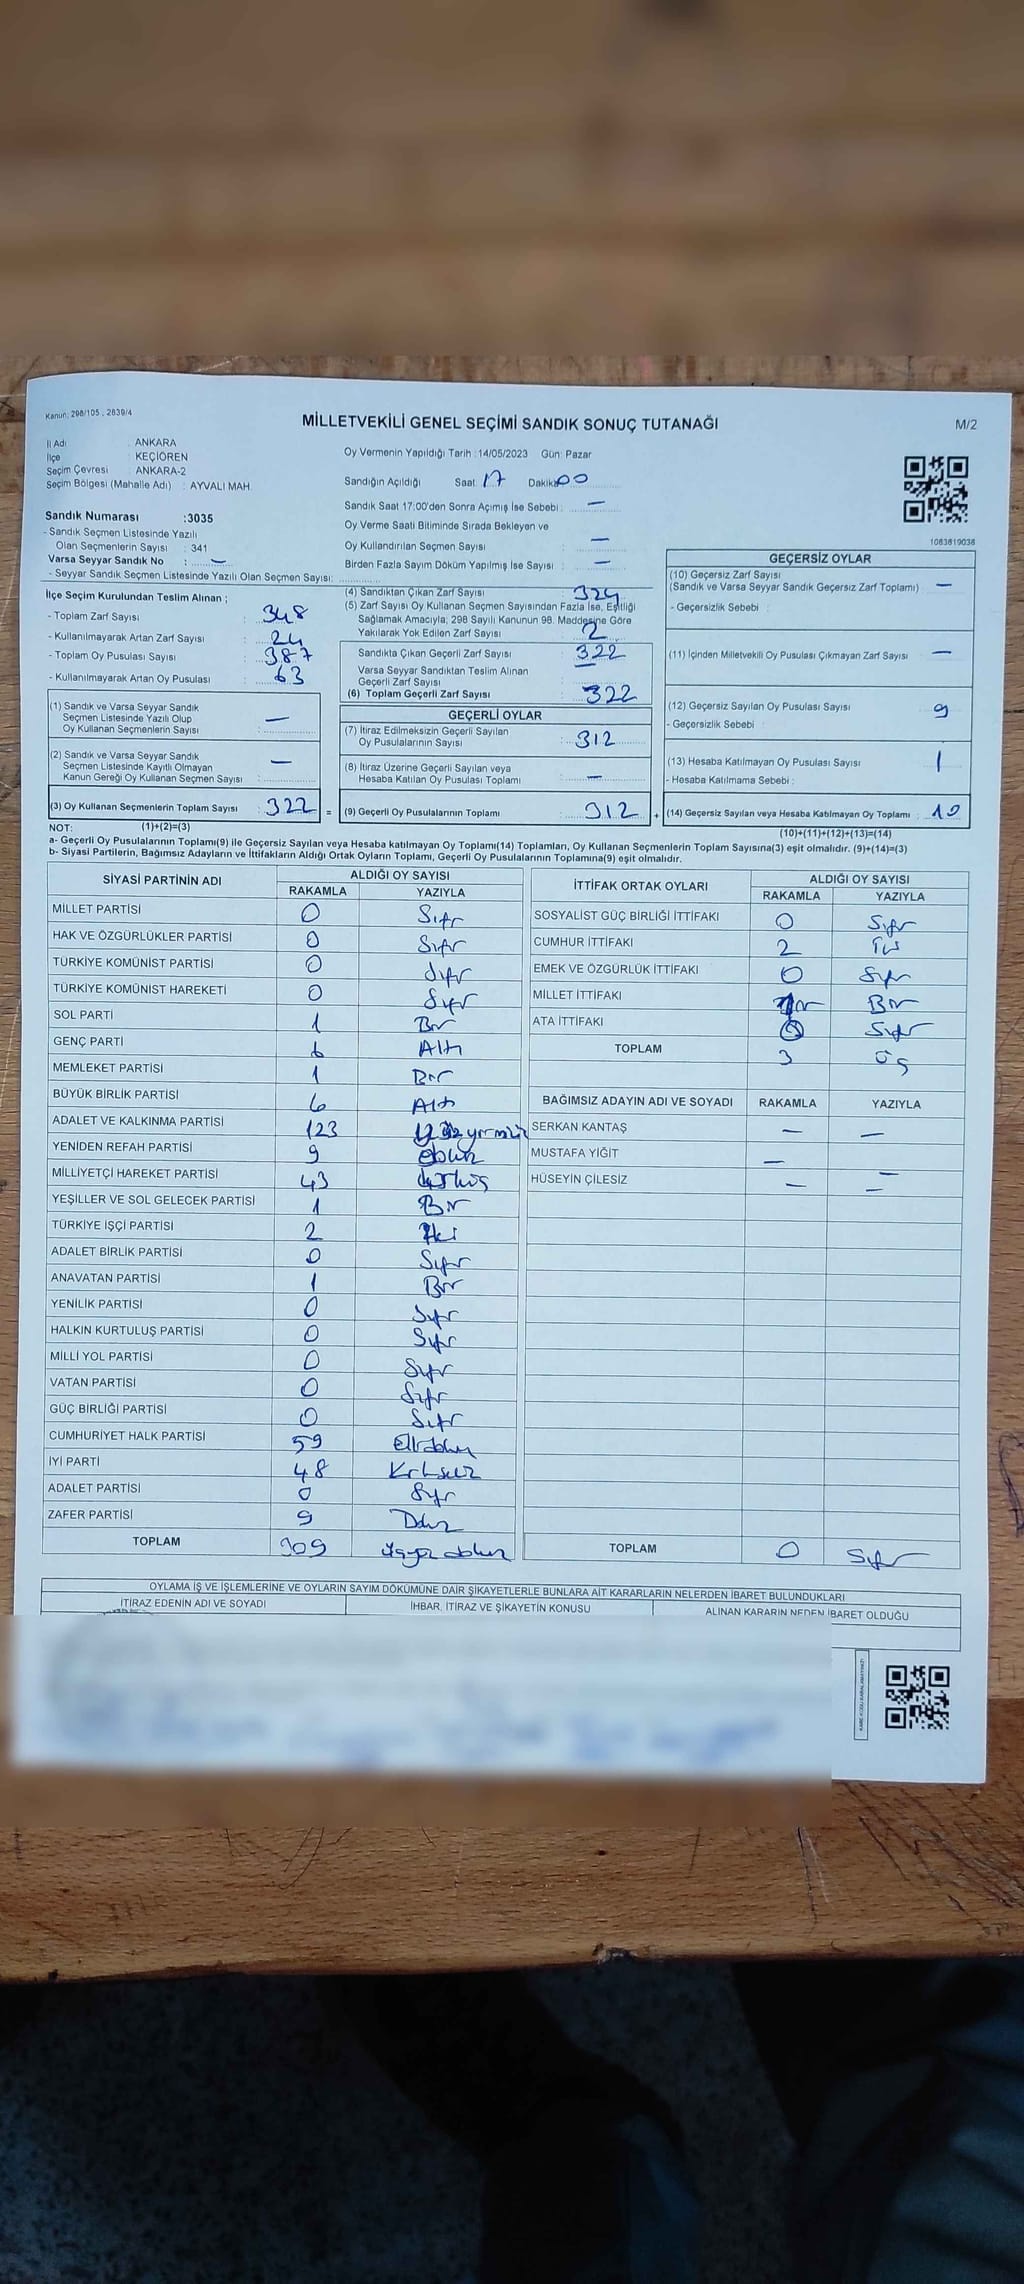 Kanun: 298/105 , 2839/4
MİLLETVEKİLİ GENEL SEÇİMİ SANDIK SONUÇ TUTANAĞI
M/2
İl Adı : ANKARA
İlçe : KEÇİÖREN
Seçim Çevresi : ANKARA-2
Seçim Bölgesi (Mahalle Adı) : AYVALI MAH.
Sandık Numarası :3035
- Sandık Seçmen Listesinde Yazılı
Olan Seçmenlerin Sayısı : 341
Varsa Seyyar Sandık No : —
- Seyyar Sandık Seçmen Listesinde Yazılı Olan Seçmen Sayısı:
Oy Vermenin Yapıldığı Tarih : 14/05/2023 Gün: Pazar
Sandığın Açıldığı Saat 17 Dakika 00
Sandık Saat 17:00'den Sonra Açımış İse Sebebi : —
Oy Verme Saati Bitiminde Sırada Bekleyen ve
Oy Kullandırılan Seçmen Sayısı : —
Birden Fazla Sayım Döküm Yapılmış İse Sayısı : —
1083819038
İlçe Seçim Kurulundan Teslim Alınan ;
- Toplam Zarf Sayısı : 348
- Kullanılmayarak Artan Zarf Sayısı : 24
- Toplam Oy Pusulası Sayısı : 387
- Kullanılmayarak Artan Oy Pusulası : 63
(4) Sandıktan Çıkan Zarf Sayısı : 324
(5) Zarf Sayısı Oy Kullanan Seçmen Sayısından Fazla İse, Eşitliği
Sağlamak Amacıyla; 298 Sayılı Kanunun 98. Maddesine Göre
Yakılarak Yok Edilen Zarf Sayısı : 2
Sandıkta Çıkan Geçerli Zarf Sayısı : 322
Varsa Seyyar Sandıktan Teslim Alınan
Geçerli Zarf Sayısı :
(6) Toplam Geçerli Zarf Sayısı : 322
GEÇERSİZ OYLAR
(10) Geçersiz Zarf Sayısı
(Sandık ve Varsa Seyyar Sandık Geçersiz Zarf Toplamı) : —
- Geçersizlik Sebebi :
(11) İçinden Milletvekili Oy Pusulası Çıkmayan Zarf Sayısı : —
(12) Geçersiz Sayılan Oy Pusulası Sayısı : 9
- Geçersizlik Sebebi :
(13) Hesaba Katılmayan Oy Pusulası Sayısı : 1
- Hesaba Katılmama Sebebi :
(14) Geçersiz Sayılan veya Hesaba Katılmayan Oy Toplamı : 10
(10)+(11)+(12)+(13)=(14)
(1) Sandık ve Varsa Seyyar Sandık
Seçmen Listesinde Yazılı Olup
Oy Kullanan Seçmenlerin Sayısı : —
(2) Sandık ve Varsa Seyyar Sandık
Seçmen Listesinde Kayıtlı Olmayan
Kanun Gereği Oy Kullanan Seçmen Sayısı : —
(3) Oy Kullanan Seçmenlerin Toplam Sayısı : 322 =
(1)+(2)=(3)
GEÇERLİ OYLAR
(7) İtiraz Edilmeksizin Geçerli Sayılan
Oy Pusulalarının Sayısı : 312
(8) İtiraz Üzerine Geçerli Sayılan veya
Hesaba Katılan Oy Pusulası Toplamı : —
(9) Geçerli Oy Pusulalarının Toplamı : 312 +
NOT:
a- Geçerli Oy Pusulalarının Toplamı(9) ile Geçersiz Sayılan veya Hesaba Katılmayan Oy Toplamı(14) Toplamları, Oy Kullanan Seçmenlerin Toplam Sayısına(3) eşit olmalıdır. (9)+(14)=(3)
b- Siyasi Partilerin, Bağımsız Adayların ve İttifakların Aldığı Ortak Oyların Toplamı, Geçerli Oy Pusulalarının Toplamına(9) eşit olmalıdır.
SİYASİ PARTİNİN ADI ALDIĞI OY SAYISI
RAKAMLA YAZIYLA
MİLLET PARTİSİ 0 Sıfır
HAK VE ÖZGÜRLÜKLER PARTİSİ 0 Sıfır
TÜRKİYE KOMÜNİST PARTİSİ 0 Sıfır
TÜRKİYE KOMÜNİST HAREKETİ 0 Sıfır
SOL PARTİ 1 Bir
GENÇ PARTİ 6 Altı
MEMLEKET PARTİSİ 1 Bir
BÜYÜK BİRLİK PARTİSİ 6 Altı
ADALET VE KALKINMA PARTİSİ 123
YENİDEN REFAH PARTİSİ 9
MİLLİYETÇİ HAREKET PARTİSİ 43
YEŞİLLER VE SOL GELECEK PARTİSİ 1 Bir
TÜRKİYE İŞÇİ PARTİSİ 2 İki
ADALET BİRLİK PARTİSİ 0 Sıfır
ANAVATAN PARTİSİ 1 Bir
YENİLİK PARTİSİ 0 Sıfır
HALKIN KURTULUŞ PARTİSİ 0 Sıfır
MİLLİ YOL PARTİSİ 0 Sıfır
VATAN PARTİSİ 0 Sıfır
GÜÇ BİRLİĞİ PARTİSİ 0 Sıfır
CUMHURİYET HALK PARTİSİ 59 Ellidokuz
İYİ PARTİ 48 Kırksekiz
ADALET PARTİSİ 0 Sıfır
ZAFER PARTİSİ 9 Dokuz
TOPLAM 309 üçyüzdokuz
İTTİFAK ORTAK OYLARI ALDIĞI OY SAYISI
RAKAMLA YAZIYLA
SOSYALİST GÜÇ BİRLİĞİ İTTİFAKI 0 Sıfır
CUMHUR İTTİFAKI 2 İki
EMEK VE ÖZGÜRLÜK İTTİFAKI 0 Sıfır
MİLLET İTTİFAKI Bir
ATA İTTİFAKI 0 Sıfır
TOPLAM 3 üç
BAĞIMSIZ ADAYIN ADI VE SOYADI RAKAMLA YAZIYLA
SERKAN KANTAŞ — —
MUSTAFA YİĞİT — —
HÜSEYİN ÇİLESİZ — —
TOPLAM 0 Sıfır
OYLAMA İŞ VE İŞLEMLERİNE VE OYLARIN SAYIM DÖKÜMÜNE DAİR ŞİKAYETLERLE BUNLARA AİT KARARLARIN NELERDEN İBARET BULUNDUKLARI
İTİRAZ EDENİN ADI VE SOYADI İHBAR, İTİRAZ VE ŞİKAYETİN KONUSU ALINAN KARARIN NEDEN İBARET OLDUĞU